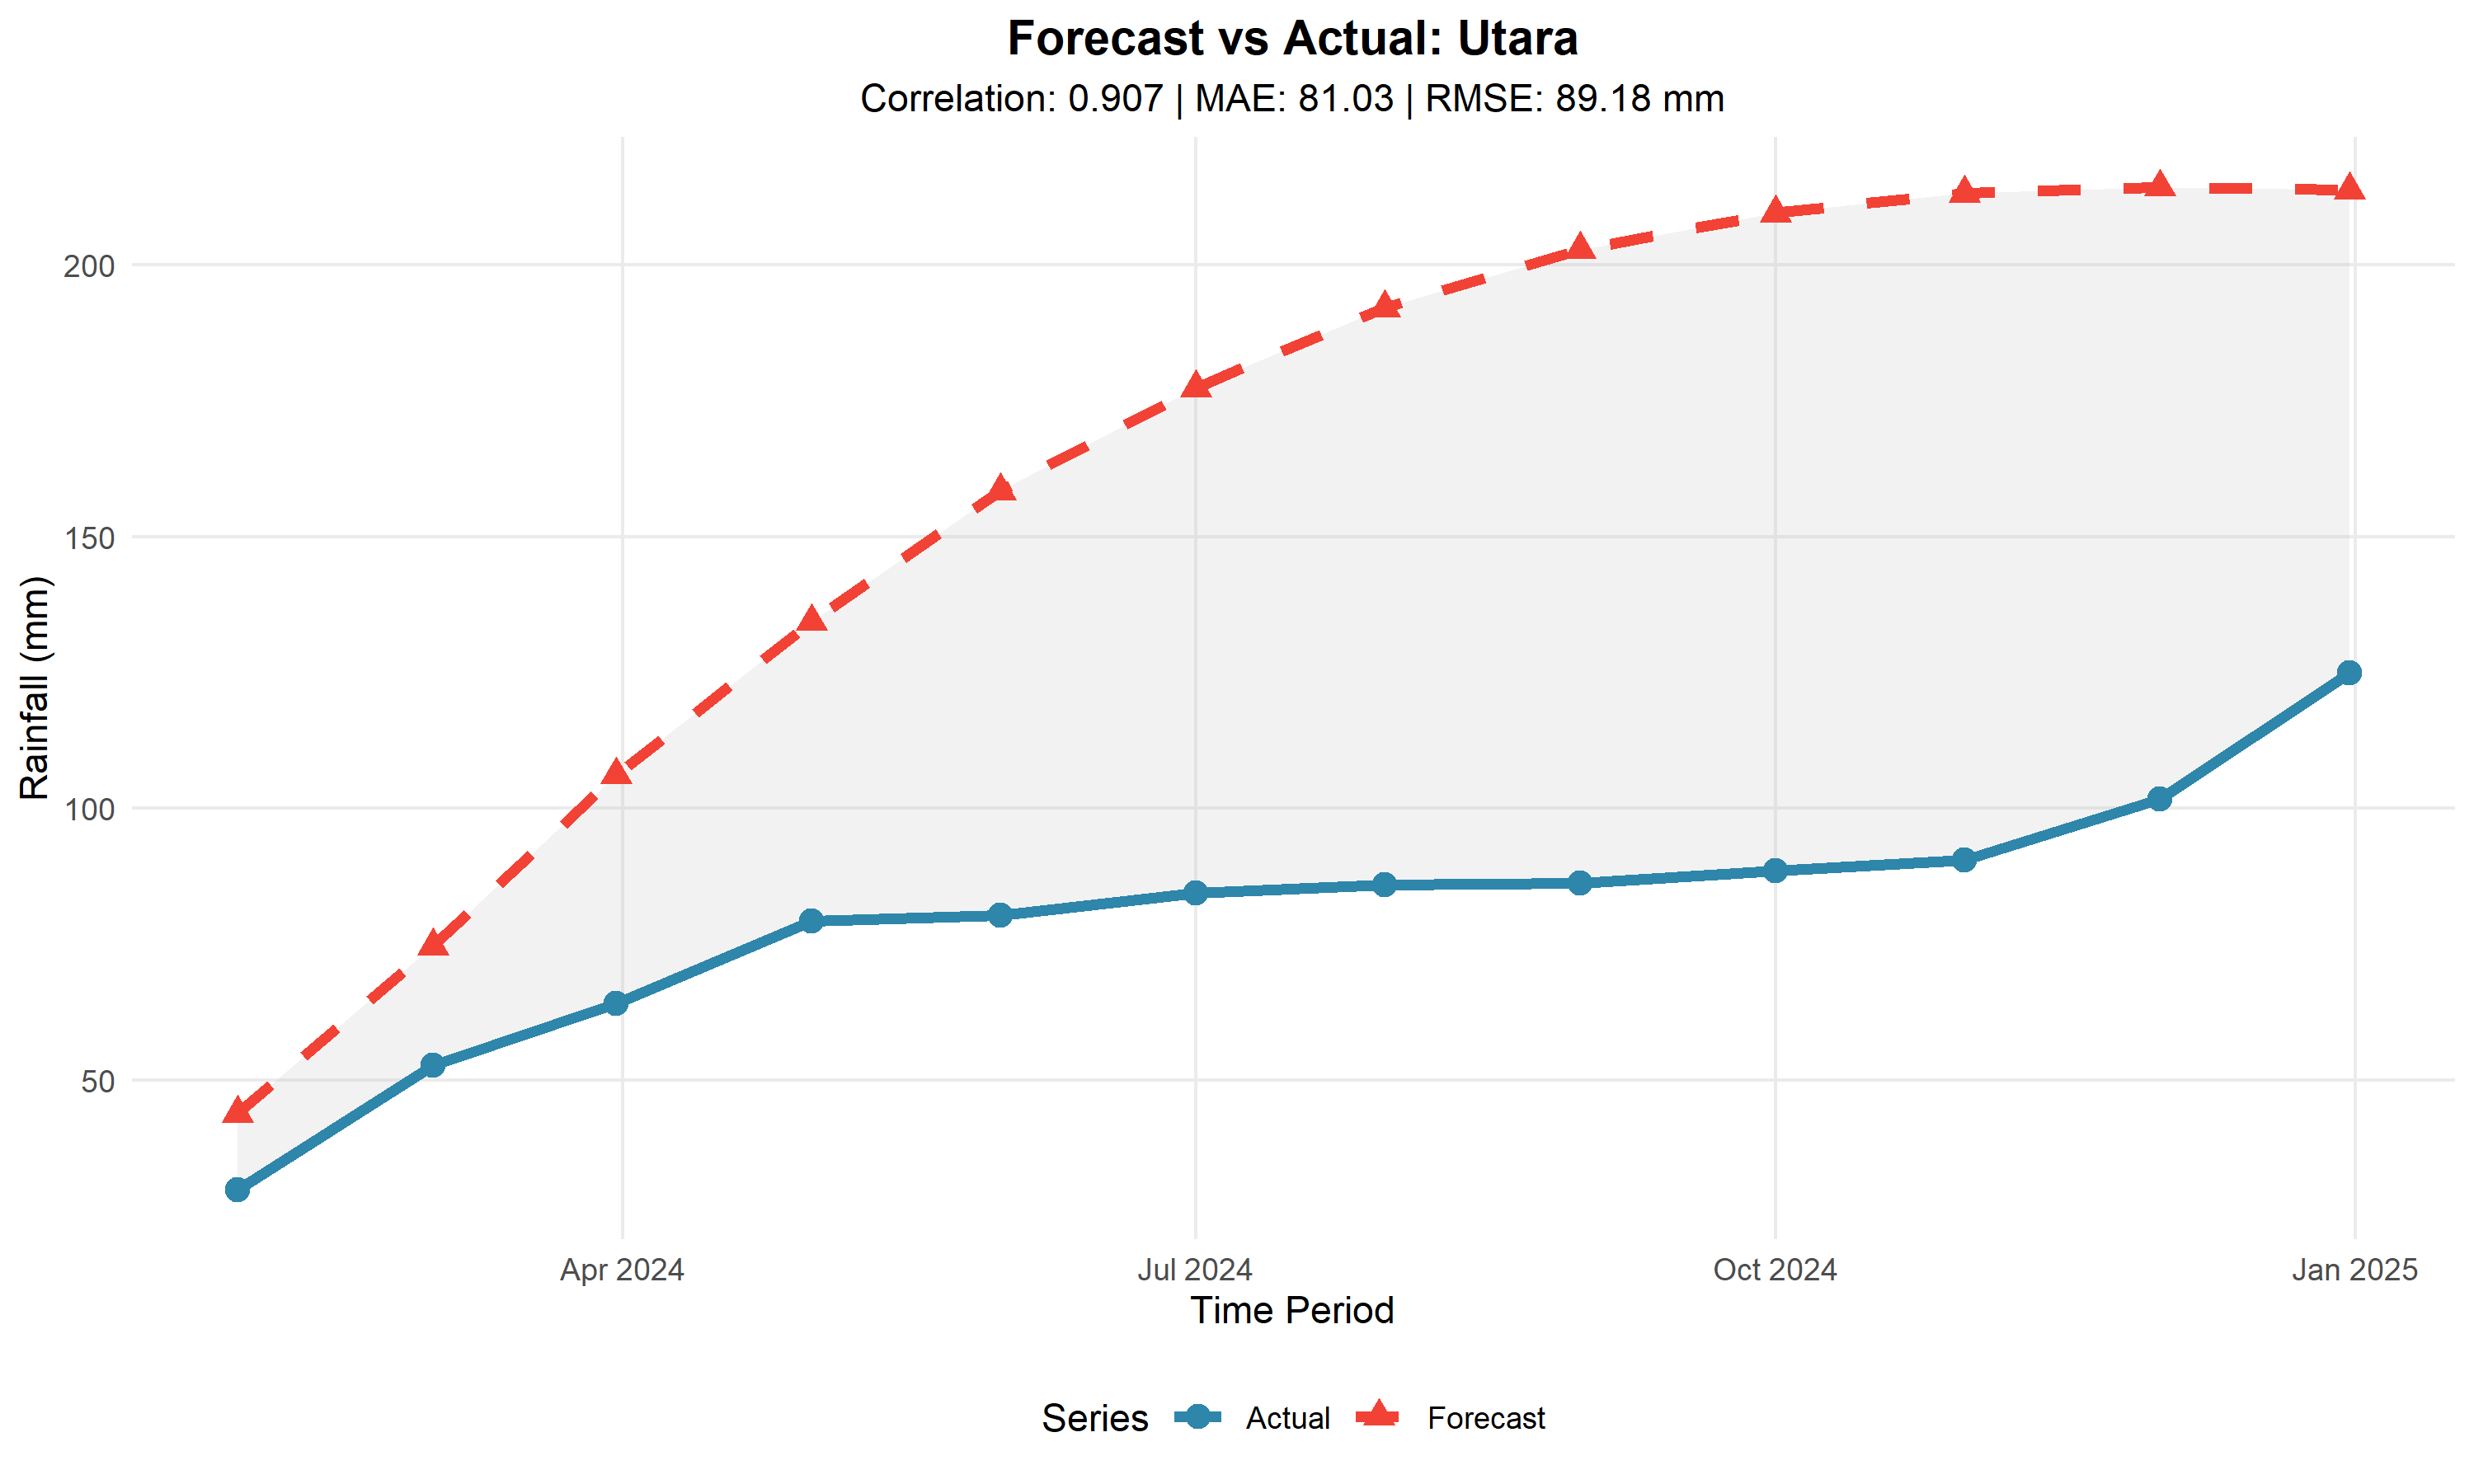 Forecast vs Actual: Utara
Correlation: 0.907 | MAE: 81.03 | RMSE: 89.18 mm
Rainfall (mm)
200
150
100
50
Apr 2024
Jul 2024
Oct 2024
Jan 2025
Time Period
Series
Actual
Forecast